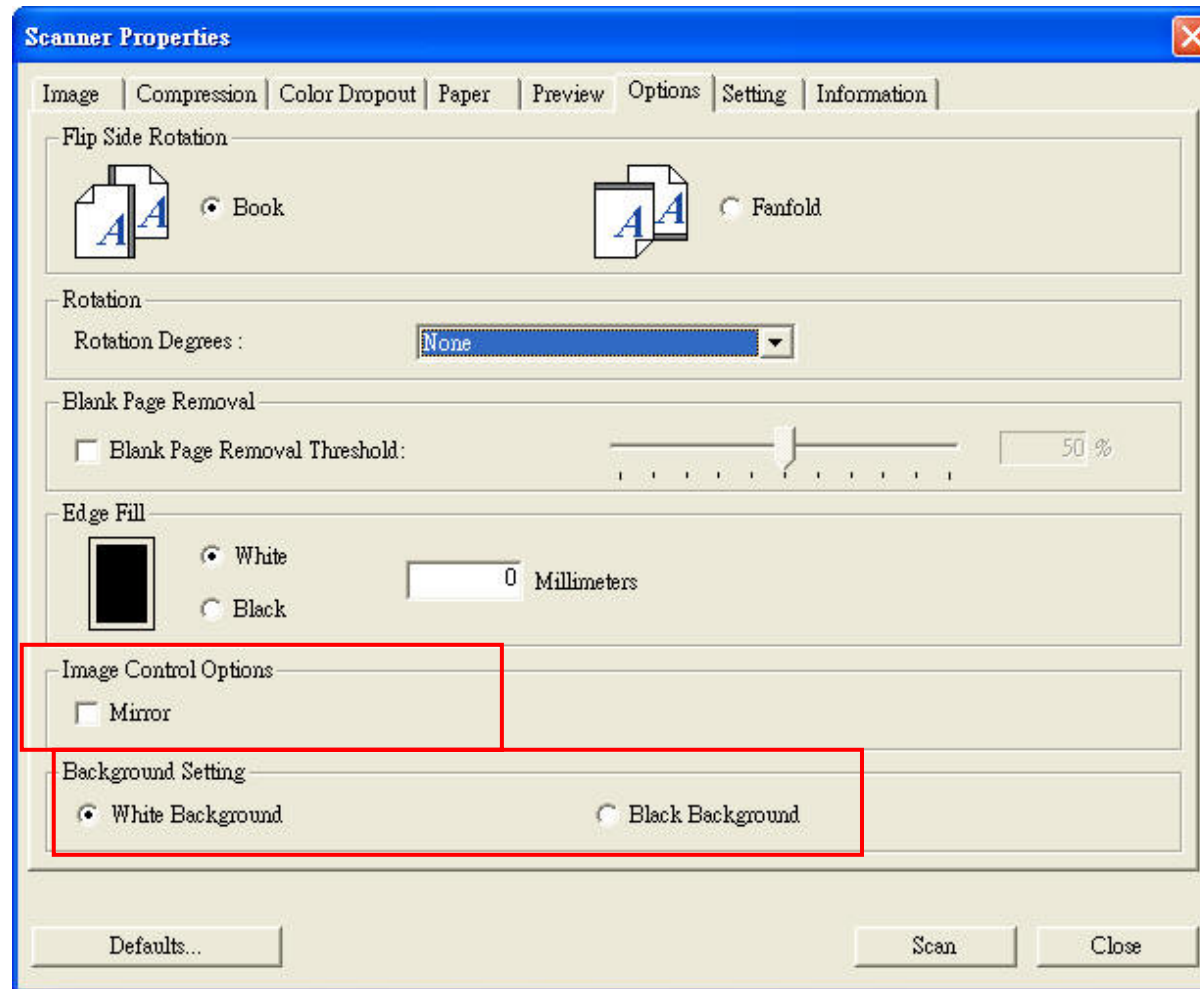 Scanner Properties
Image Compression Color Dropout Paper Preview Options Setting Information
Flip Side Rotation
A A Book A A Fanfold
Rotation
Rotation Degrees : None
Blank Page Removal
Blank Page Removal Threshold: 50 %
Edge Fill
White
0 Millimeters
Black
Image Control Options
Mirror
Background Setting
White Background Black Background
Defaults... Scan Close